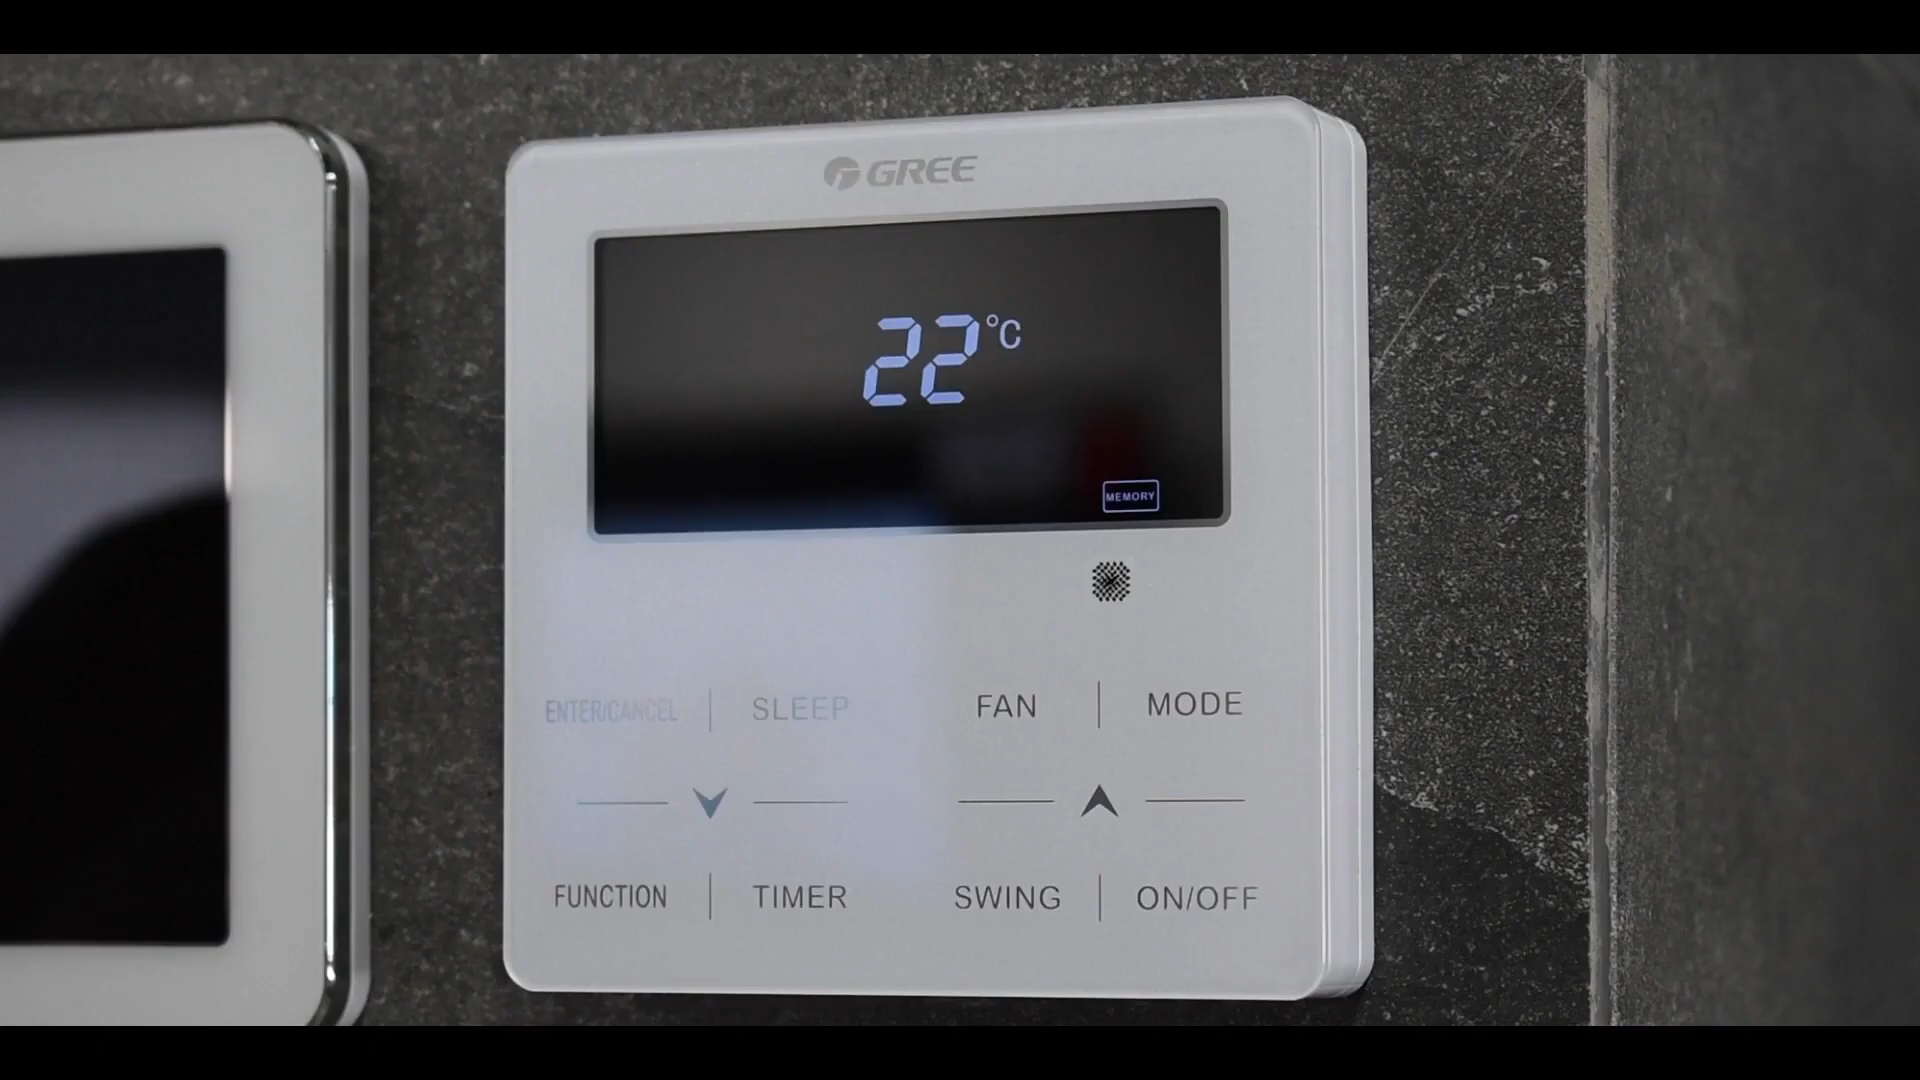 GREE
22°C
MEMORY
ENTER/CANCEL | SLEEP FAN | MODE
FUNCTION | TIMER SWING | ON/OFF